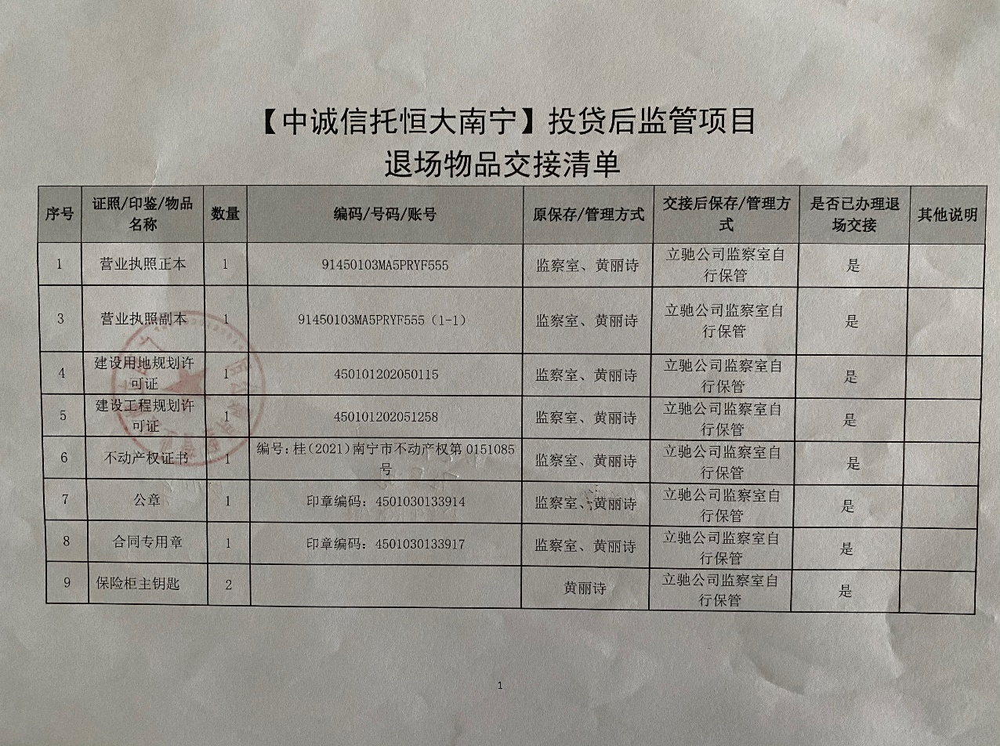 【中诚信托恒大南宁】投贷后监管项目
退场物品交接清单
序号 证照/印鉴/物品名称 数量 编码/号码/账号 原保存/管理方式 交接后保存/管理方式 是否已办理退场交接 其他说明
1 营业执照正本 1 91450103MA5PRYF555 监察室、黄丽诗 立驰公司监察室自行保管 是
3 营业执照副本 1 91450103MA5PRYF555（1-1） 监察室、黄丽诗 立驰公司监察室自行保管 是
4 建设用地规划许可证 1 450101202050115 监察室、黄丽诗 立驰公司监察室自行保管 是
5 建设工程规划许可证 1 450101202051258 监察室、黄丽诗 立驰公司监察室自行保管 是
6 不动产权证书 1 编号：桂（2021）南宁市不动产权第 0151085号 监察室、黄丽诗 立驰公司监察室自行保管 是
7 公章 1 印章编码：4501030133914 监察室、黄丽诗 立驰公司监察室自行保管 是
8 合同专用章 1 印章编码：4501030133917 监察室、黄丽诗 立驰公司监察室自行保管 是
9 保险柜主钥匙 2 黄丽诗 立驰公司监察室自行保管 是
1